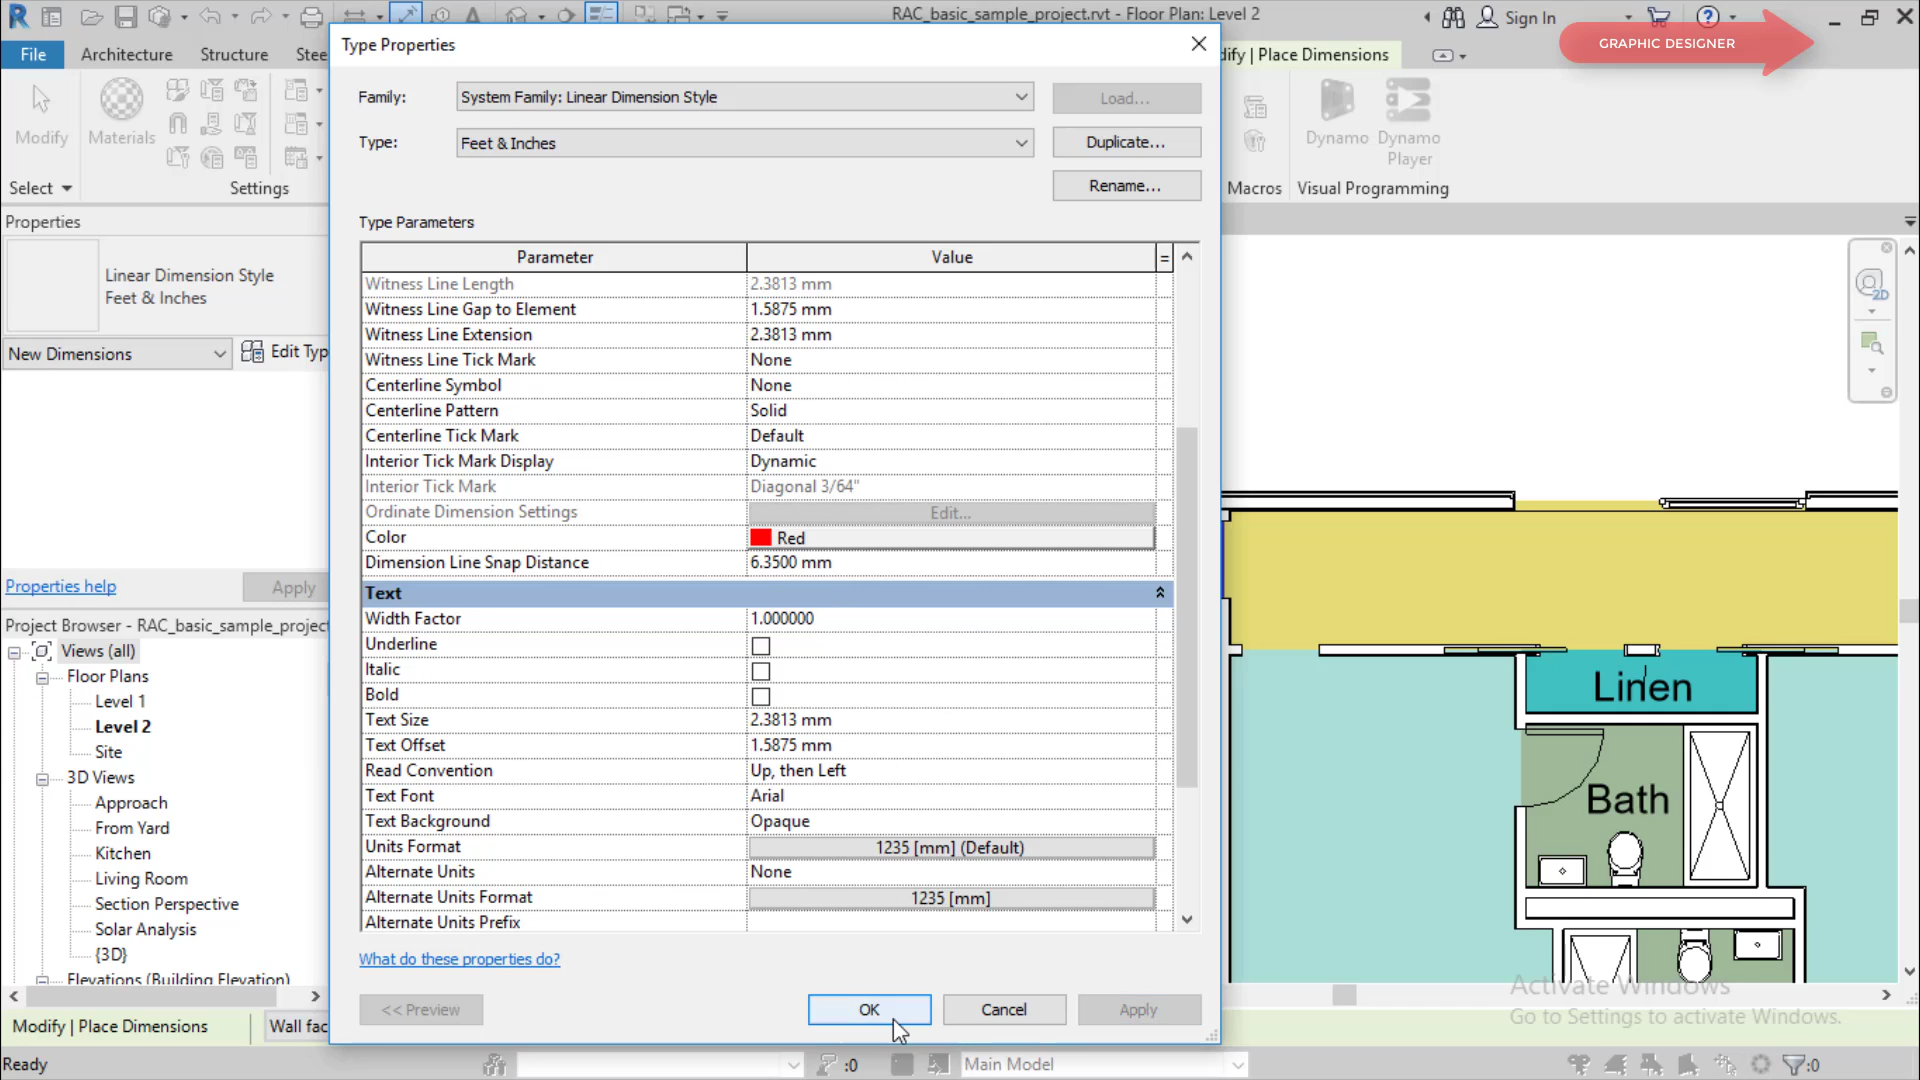 RAC_basic_sample_project.rvt - Floor Plan: Level 2
Sign In
GRAPHIC DESIGNER
File
Architecture
Structure
Stee
dify | Place Dimensions
Modify
Materials
Select
Settings
Dynamo
Dynamo
Player
Macros
Visual Programming
Properties
Linear Dimension Style
Feet & Inches
New Dimensions
Edit Typ
Properties help
Apply
Project Browser - RAC_basic_sample_project
Views (all)
Floor Plans
Level 1
Level 2
Site
3D Views
Approach
From Yard
Kitchen
Living Room
Section Perspective
Solar Analysis
{3D}
Elevations (Building Elevation)
Type Properties
Family:
System Family: Linear Dimension Style
Load...
Type:
Feet & Inches
Duplicate...
Rename...
Type Parameters
Parameter
Value
=
Witness Line Length
2.3813 mm
Witness Line Gap to Element
1.5875 mm
Witness Line Extension
2.3813 mm
Witness Line Tick Mark
None
Centerline Symbol
None
Centerline Pattern
Solid
Centerline Tick Mark
Default
Interior Tick Mark Display
Dynamic
Interior Tick Mark
Diagonal 3/64"
Ordinate Dimension Settings
Edit...
Color
Red
Dimension Line Snap Distance
6.3500 mm
Text
Width Factor
1.000000
Underline
Italic
Bold
Text Size
2.3813 mm
Text Offset
1.5875 mm
Read Convention
Up, then Left
Text Font
Arial
Text Background
Opaque
Units Format
1235 [mm] (Default)
Alternate Units
None
Alternate Units Format
1235 [mm]
Alternate Units Prefix
What do these properties do?
<< Preview
OK
Cancel
Apply
2D
Linen
Bath
Activate Windows
Go to Settings to activate Windows.
Modify | Place Dimensions
Wall fac
Ready
:0
Main Model
:0